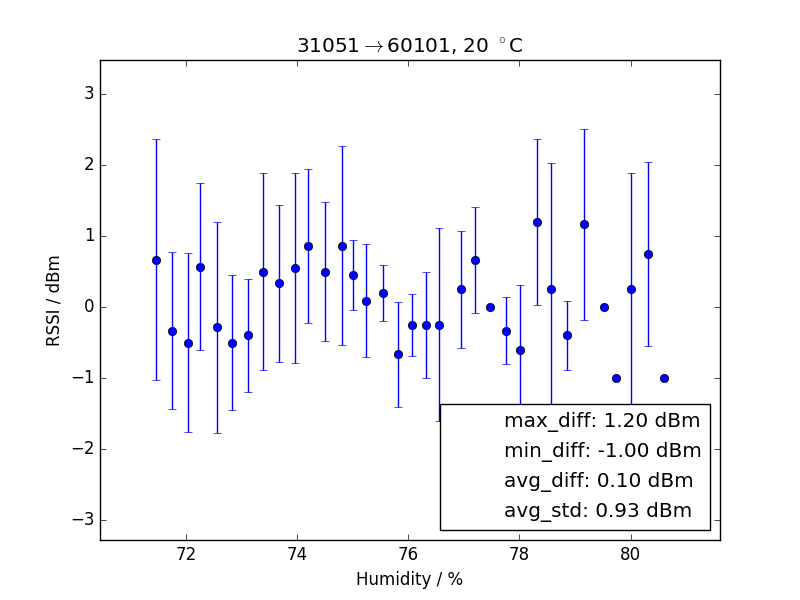 31051→60101, 20 °C
3
2
1
0
−1
−2
−3
RSSI / dBm
max_diff: 1.20 dBm
min_diff: -1.00 dBm
avg_diff: 0.10 dBm
avg_std: 0.93 dBm
72 74 76 78 80
Humidity / %